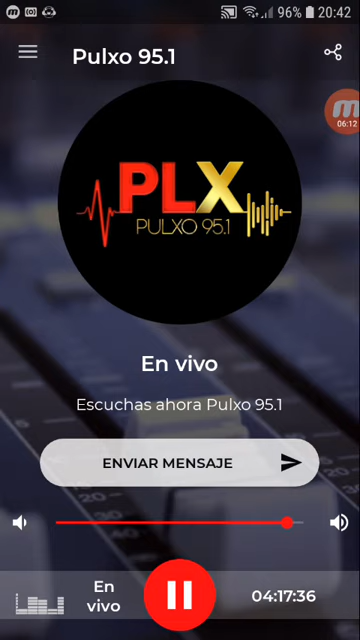 96% 20:42
Pulxo 95.1
06:12
PLX
PULXO 95.1
En vivo
Escuchas ahora Pulxo 95.1
ENVIAR MENSAJE
En
vivo
04:17:36